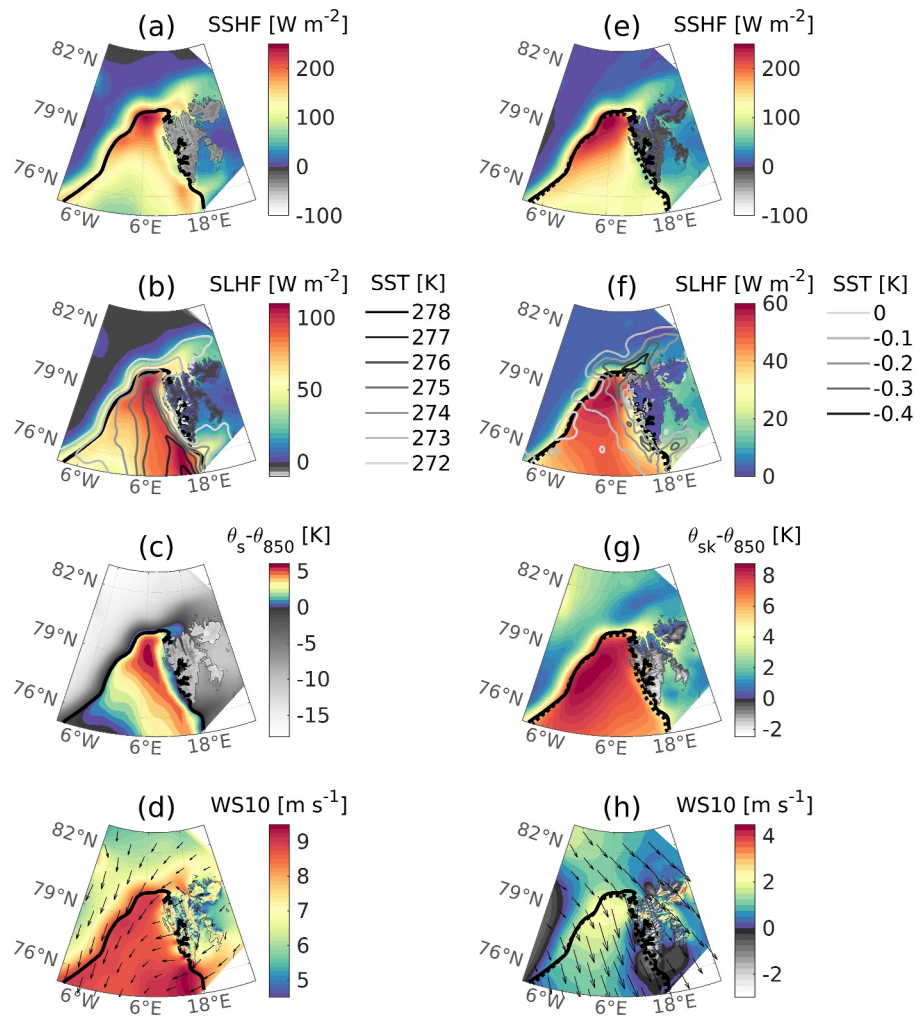 (a) SSHF [W m⁻²]
82°N
79°N
76°N
6°W
6°E
18°E
200
100
0
-100
(e) SSHF [W m⁻²]
82°N
79°N
76°N
6°W
6°E
18°E
200
100
0
-100
(b) SLHF [W m⁻²] SST [K]
82°N
79°N
76°N
6°W
6°E
18°E
100
50
0
278
277
276
275
274
273
272
(f) SLHF [W m⁻²] SST [K]
82°N
79°N
76°N
6°W
6°E
18°E
60
40
20
0
0
-0.1
-0.2
-0.3
-0.4
(c) θs-θ850 [K]
82°N
79°N
76°N
6°W
6°E
18°E
5
0
-5
-10
-15
(g) θsk-θ850 [K]
82°N
79°N
76°N
6°W
6°E
18°E
8
6
4
2
0
-2
(d) WS10 [m s⁻¹]
82°N
79°N
76°N
6°W
6°E
18°E
9
8
7
6
5
(h) WS10 [m s⁻¹]
82°N
79°N
76°N
6°W
6°E
18°E
4
2
0
-2